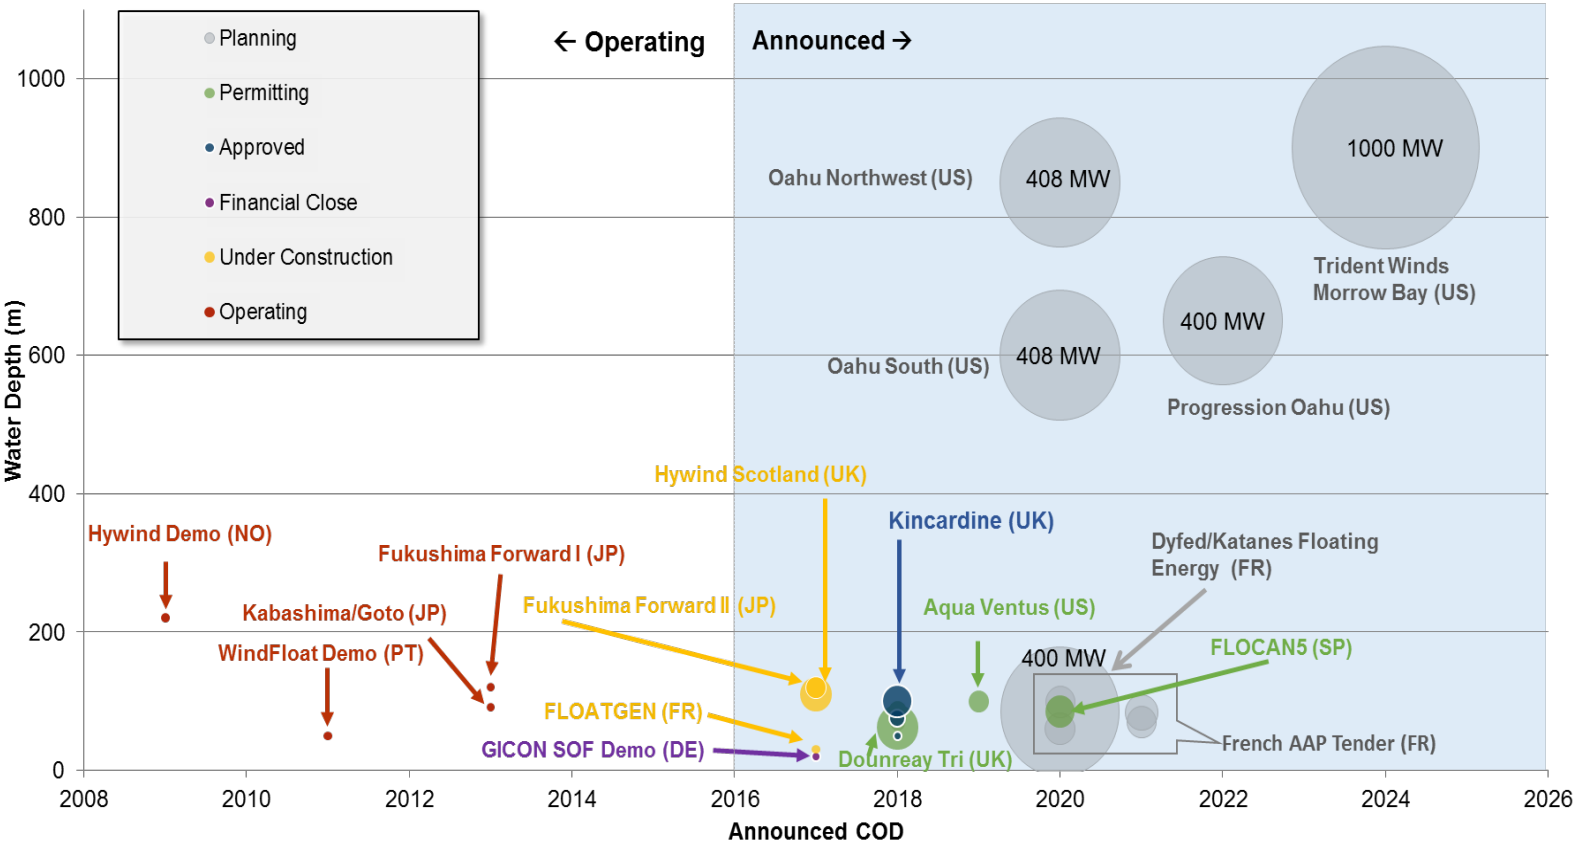 Planning
Permitting
Approved
Financial Close
Under Construction
Operating
← Operating
Announced →
1000
800
600
400
200
0
Water Depth (m)
2008
2010
2012
2014
2016
2018
2020
2022
2024
2026
Announced COD
1000 MW
Trident Winds
Morrow Bay (US)
Oahu Northwest (US)
408 MW
400 MW
Progression Oahu (US)
Oahu South (US)
408 MW
Hywind Scotland (UK)
Hywind Demo (NO)
Fukushima Forward I (JP)
Kabashima/Goto (JP)
WindFloat Demo (PT)
Fukushima Forward II (JP)
FLOATGEN (FR)
GICON SOF Demo (DE)
Kincardine (UK)
Aqua Ventus (US)
Dounreay Tri (UK)
Dyfed/Katanes Floating
Energy (FR)
FLOCAN5 (SP)
400 MW
French AAP Tender (FR)